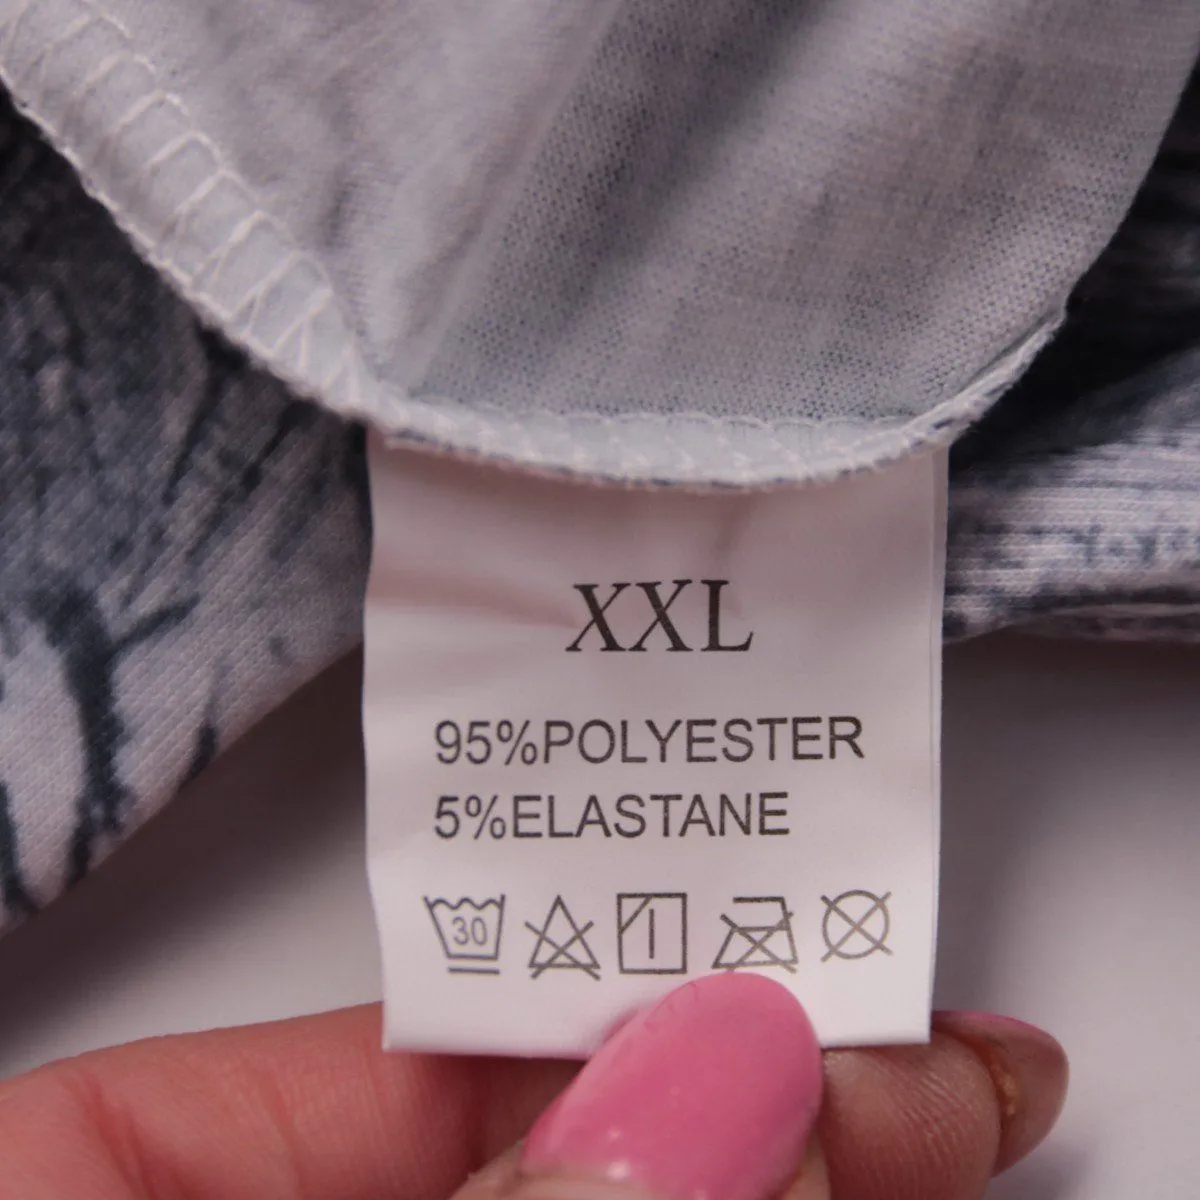 XXL
95%POLYESTER
5%ELASTANE
30